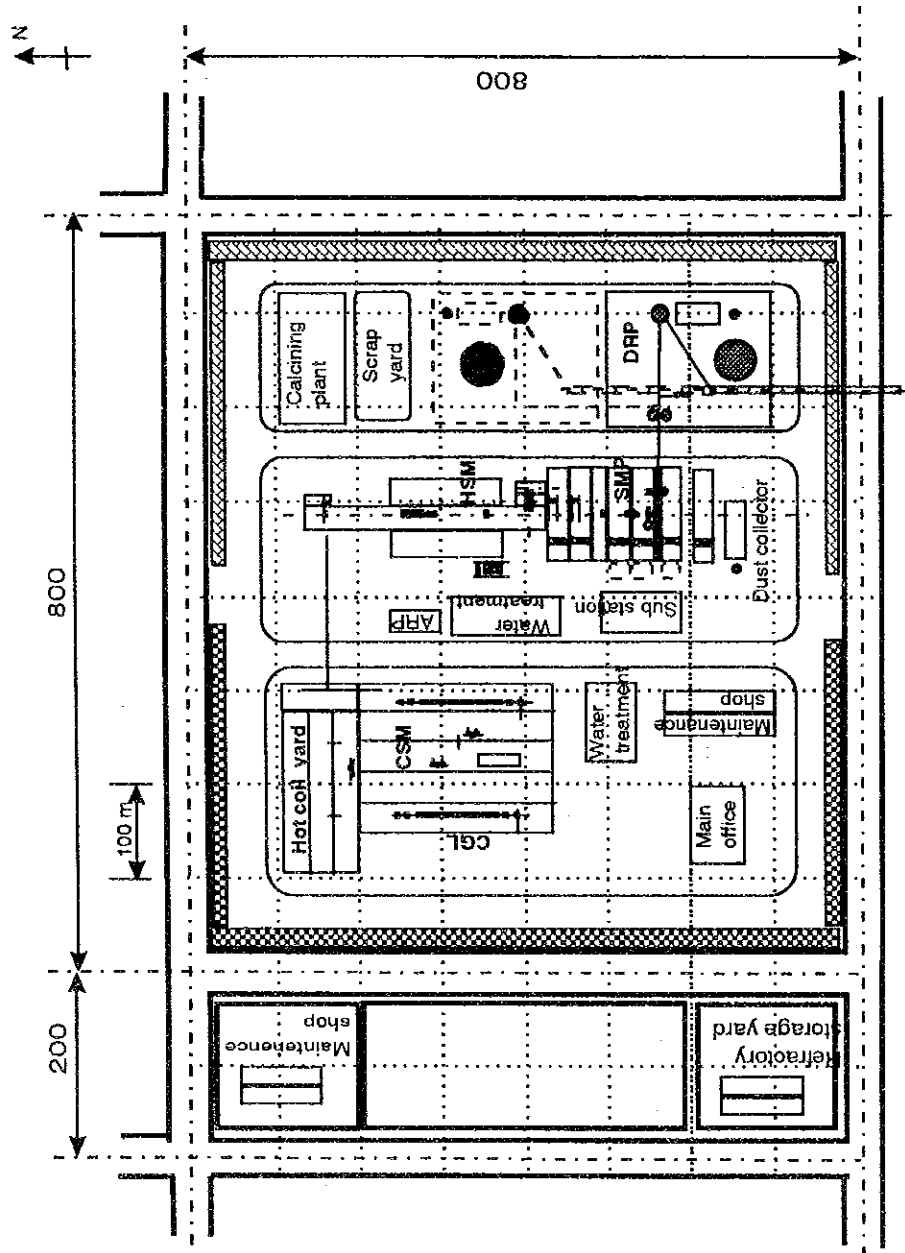 N
800
800
200
100 m
Calcining
plant
Scrap
yard
DRP
HSM
SMP
Dust collector
ARP
Water
treatment
Sub station
Hot coil yard
CSM
CGL
Water
treatment
Maintenance
shop
Main
office
Maintenence
shop
Refractory
storage yard